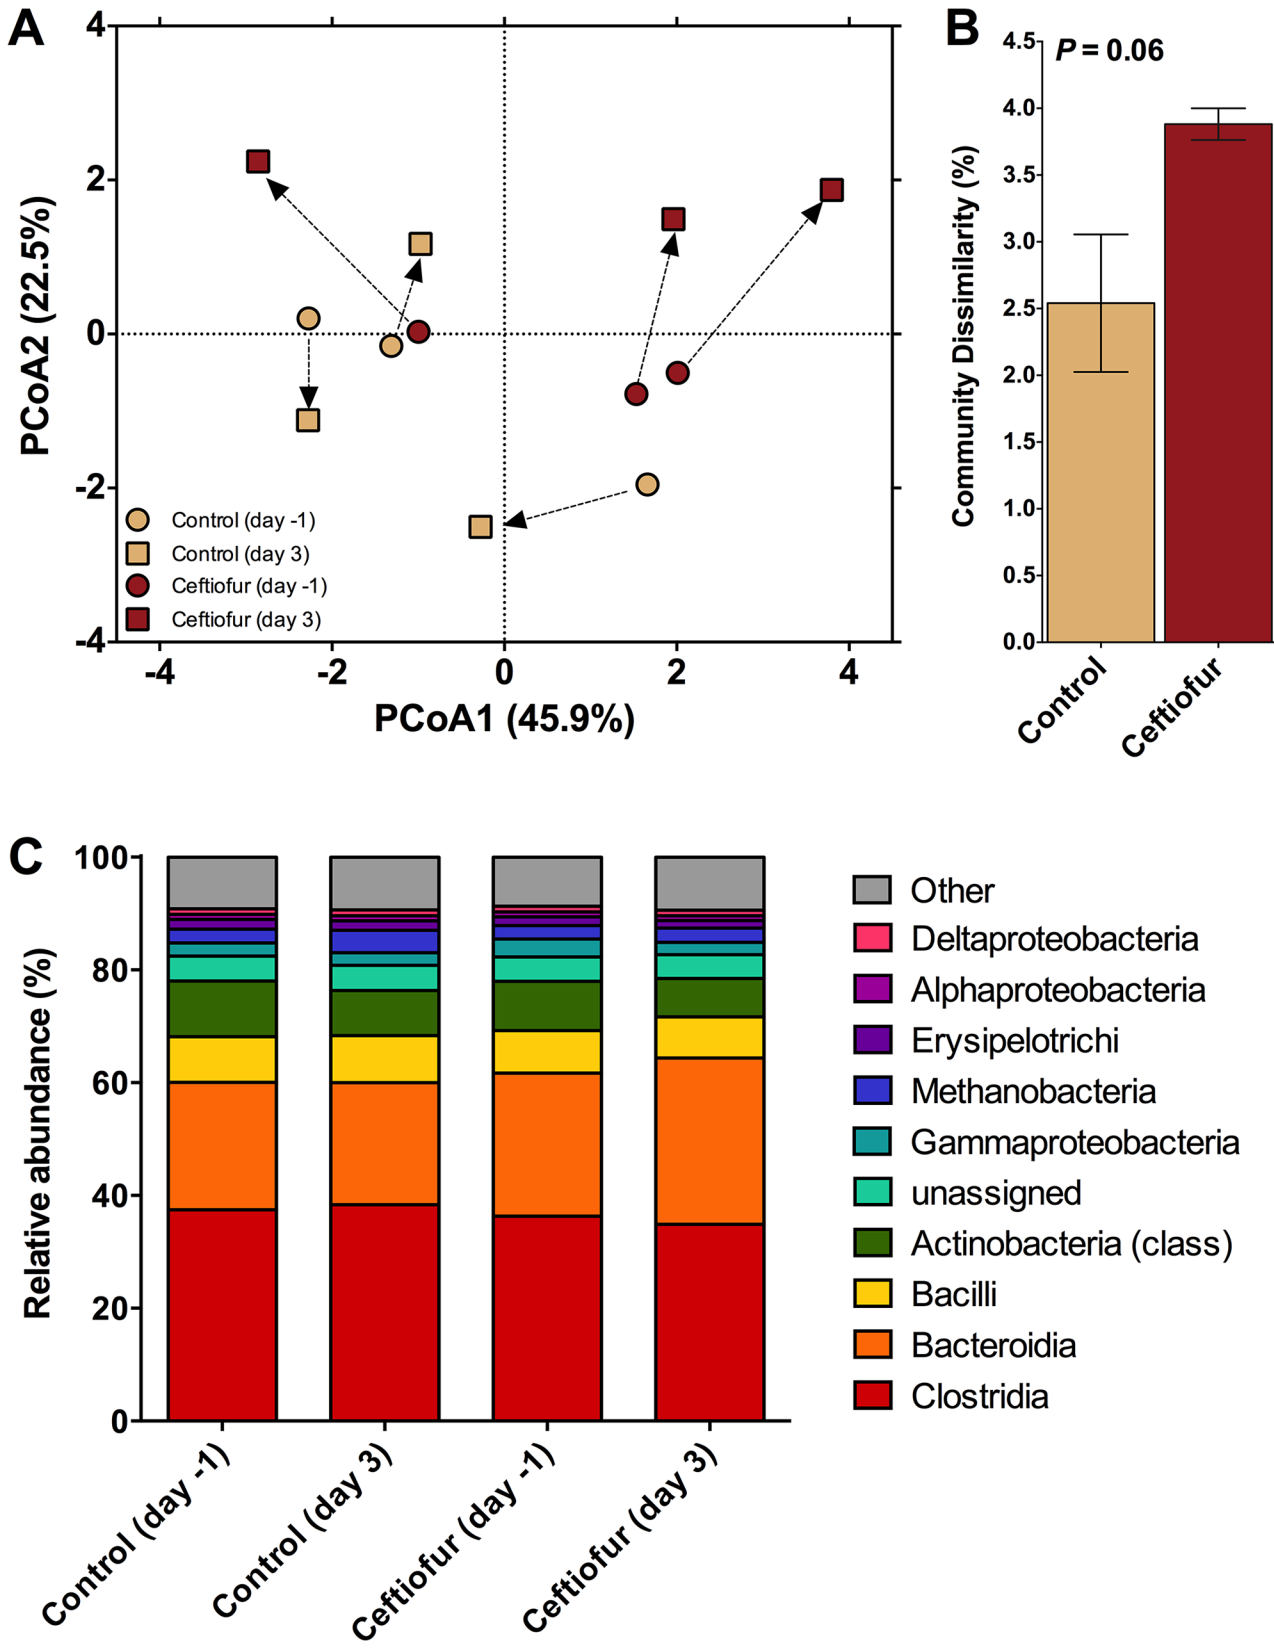 A
4
2
0
-2
-4
PCoA2 (22.5%)
Control (day -1)
Control (day 3)
Ceftiofur (day -1)
Ceftiofur (day 3)
-4
-2
0
2
4
PCoA1 (45.9%)
B
P = 0.06
4.5
4.0
3.5
3.0
2.5
2.0
1.5
1.0
0.5
0.0
Community Dissimilarity (%)
Control
Ceftiofur
C
100
80
60
40
20
0
Relative abundance (%)
Control (day -1)
Control (day 3)
Ceftiofur (day -1)
Ceftiofur (day 3)
Other
Deltaproteobacteria
Alphaproteobacteria
Erysipelotrichi
Methanobacteria
Gammaproteobacteria
unassigned
Actinobacteria (class)
Bacilli
Bacteroidia
Clostridia